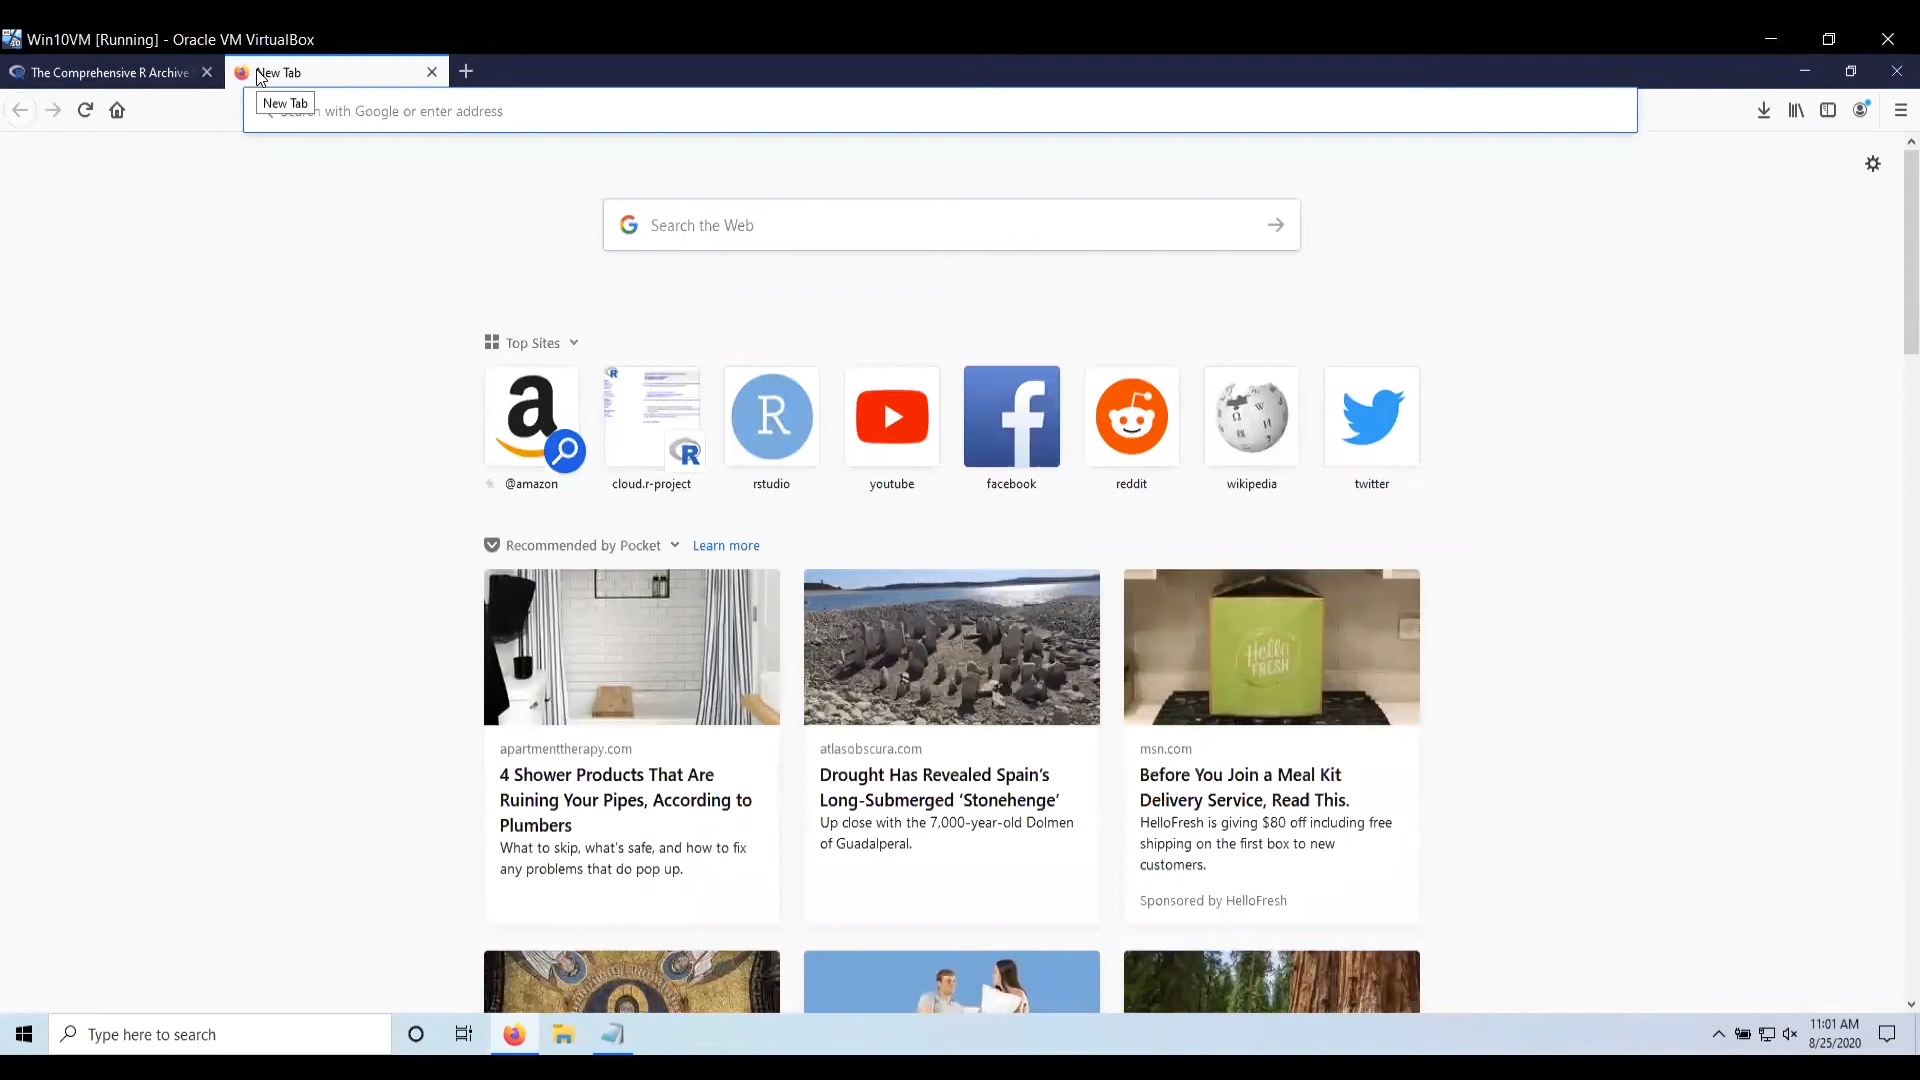 Win10VM [Running] - Oracle VM VirtualBox
The Comprehensive R Archive
New Tab
New Tab
with Google or enter address
Search the Web
Top Sites
@amazon
cloud.r-project
rstudio
youtube
facebook
reddit
wikipedia
twitter
Recommended by Pocket
Learn more
Hello
FRESH
apartmenttherapy.com
4 Shower Products That Are
Ruining Your Pipes, According to
Plumbers
What to skip, what's safe, and how to fix
any problems that do pop up.
atlasobscura.com
Drought Has Revealed Spain's
Long-Submerged ‘Stonehenge’
Up close with the 7,000-year-old Dolmen
of Guadalperal.
msn.com
Before You Join a Meal Kit
Delivery Service, Read This.
HelloFresh is giving $80 off including free
shipping on the first box to new
customers.
Sponsored by HelloFresh
Type here to search
11:01 AM
8/25/2020